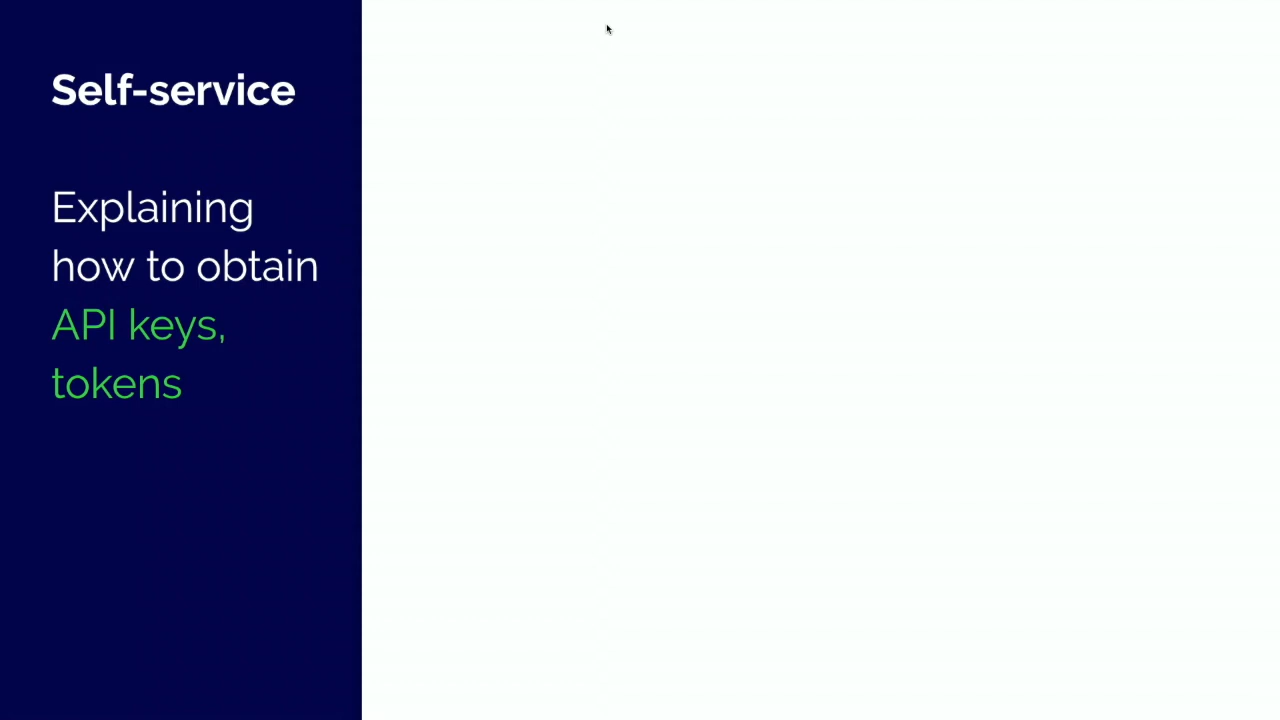 Self-service
Explaining
how to obtain
API keys,
tokens